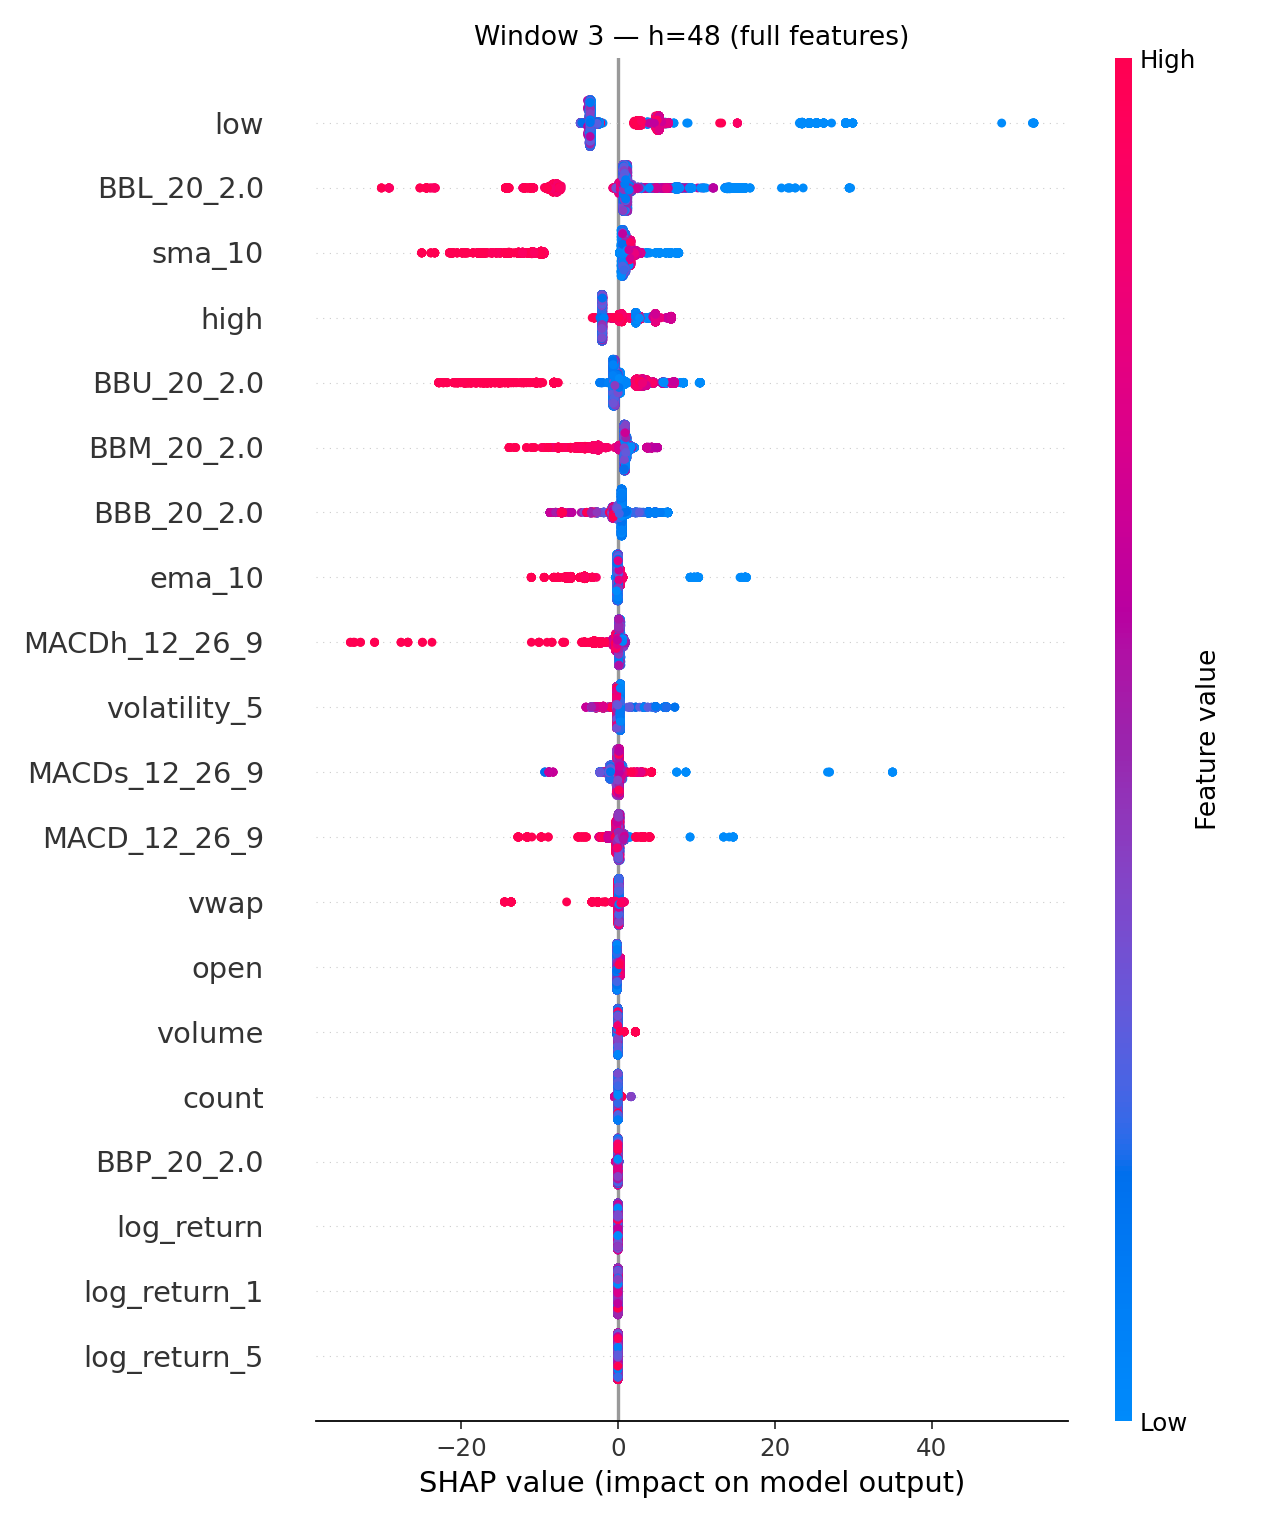 Window 3 — h=48 (full features)
High
low
BBL_20_2.0
sma_10
high
BBU_20_2.0
BBM_20_2.0
BBB_20_2.0
ema_10
MACDh_12_26_9
volatility_5
MACDs_12_26_9
MACD_12_26_9
vwap
open
volume
count
BBP_20_2.0
log_return
log_return_1
log_return_5
Feature value
Low
−20 0 20 40
SHAP value (impact on model output)